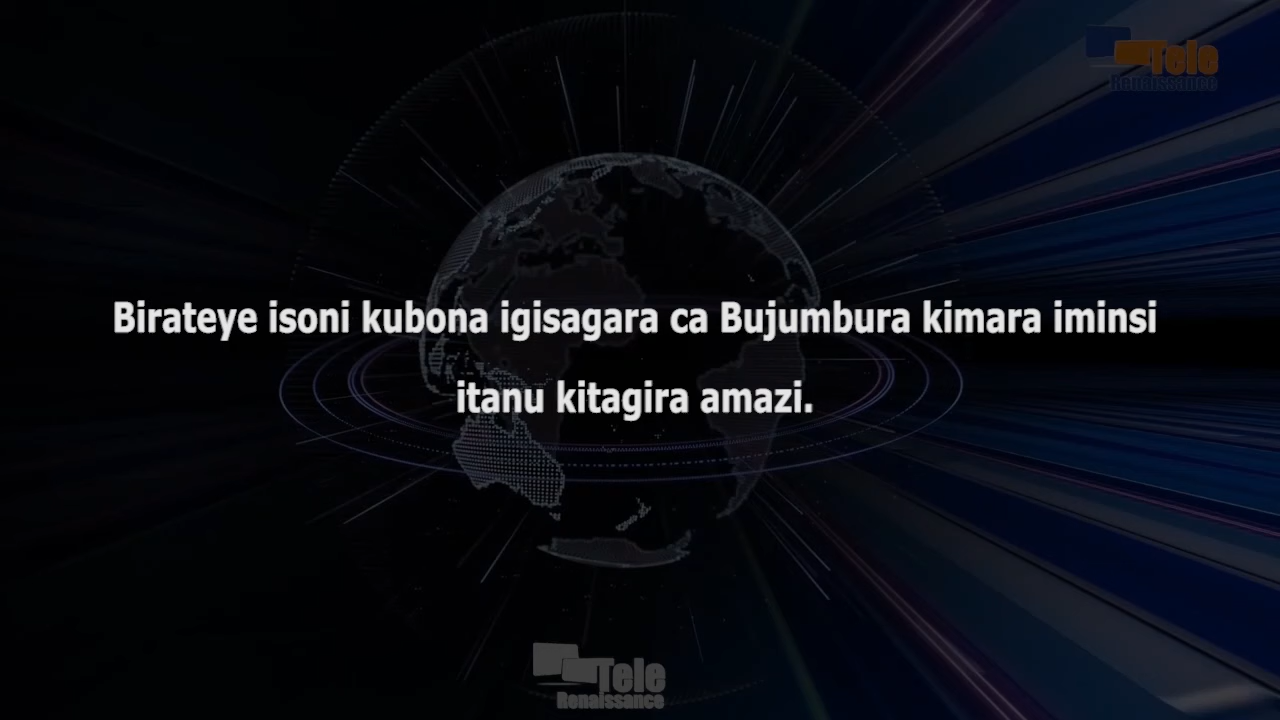 Tele
Renaissance
Birateye isoni kubona igisagara ca Bujumbura kimara iminsi
itanu kitagira amazi.
Tele
Renaissance